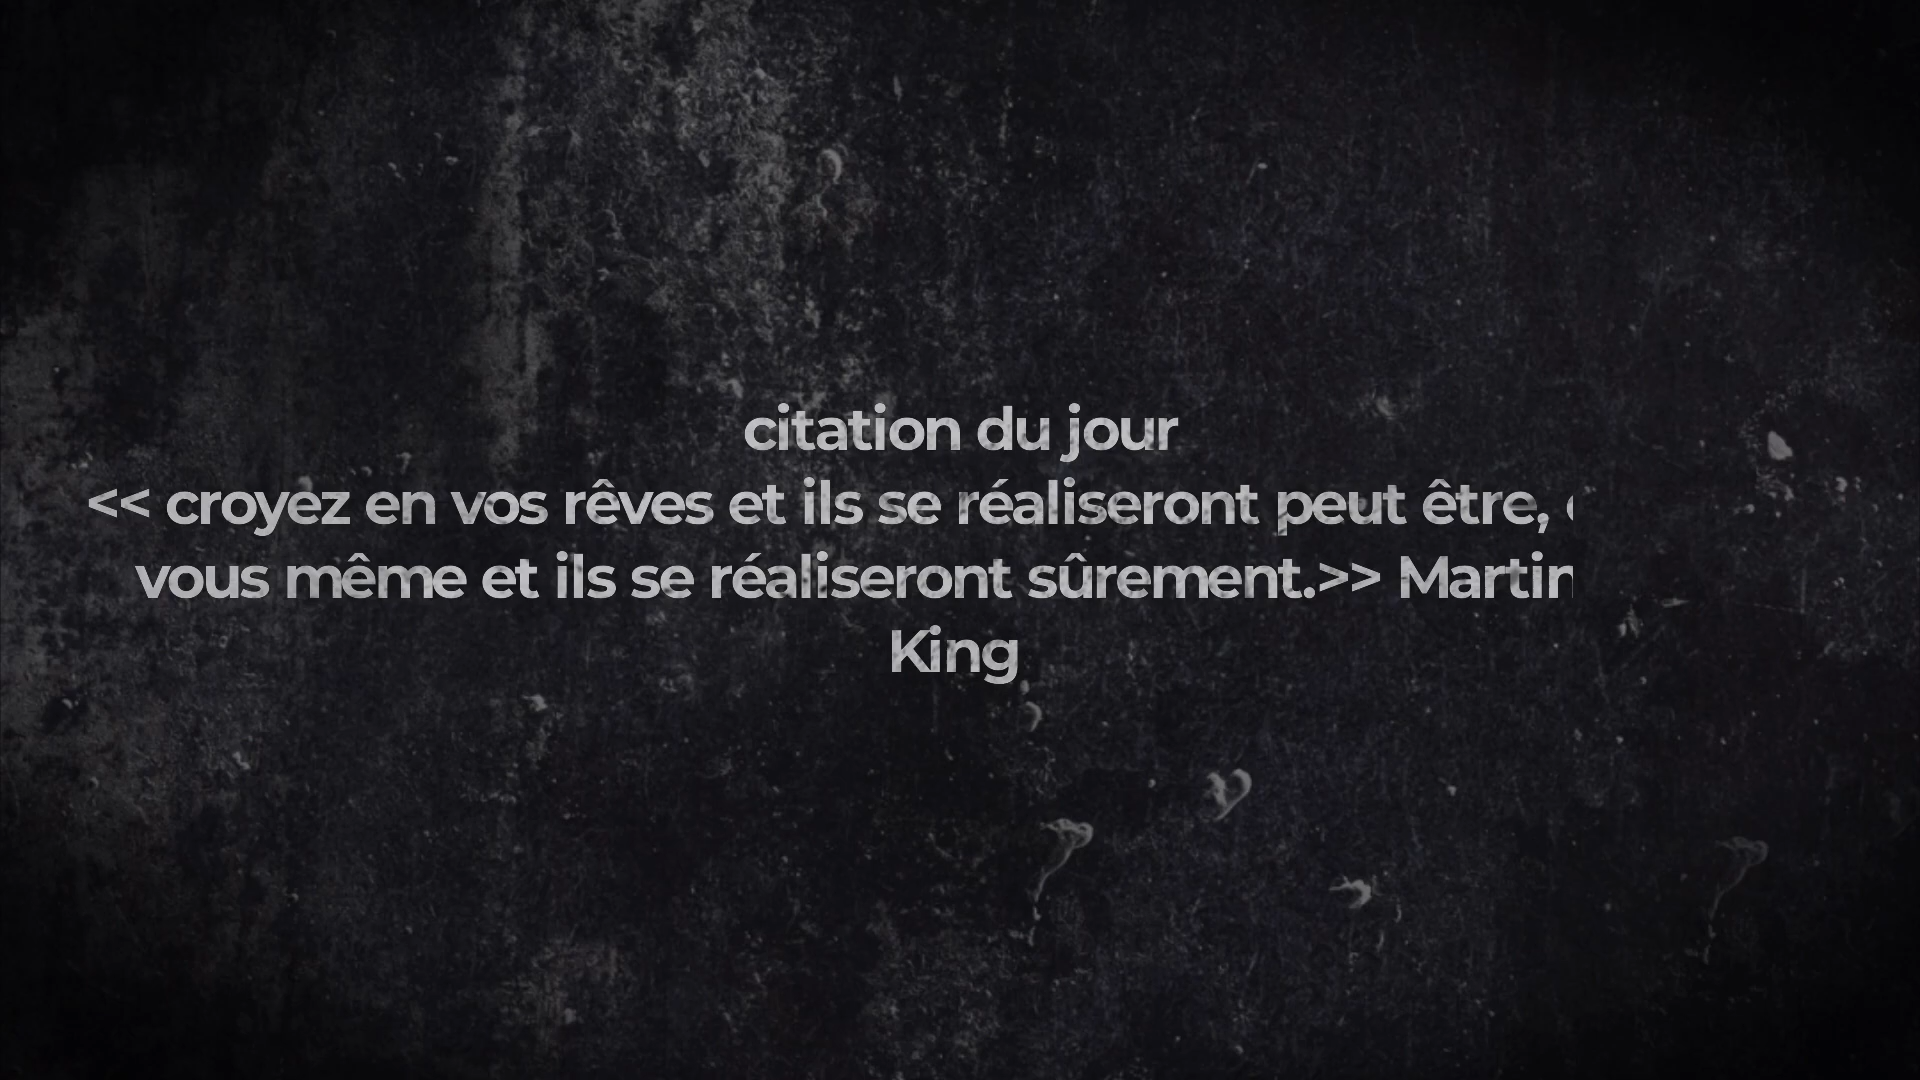 citation du jour
<< croyez en vos rêves et ils se réaliseront peut être,
vous même et ils se réaliseront sûrement.>> Martin
King